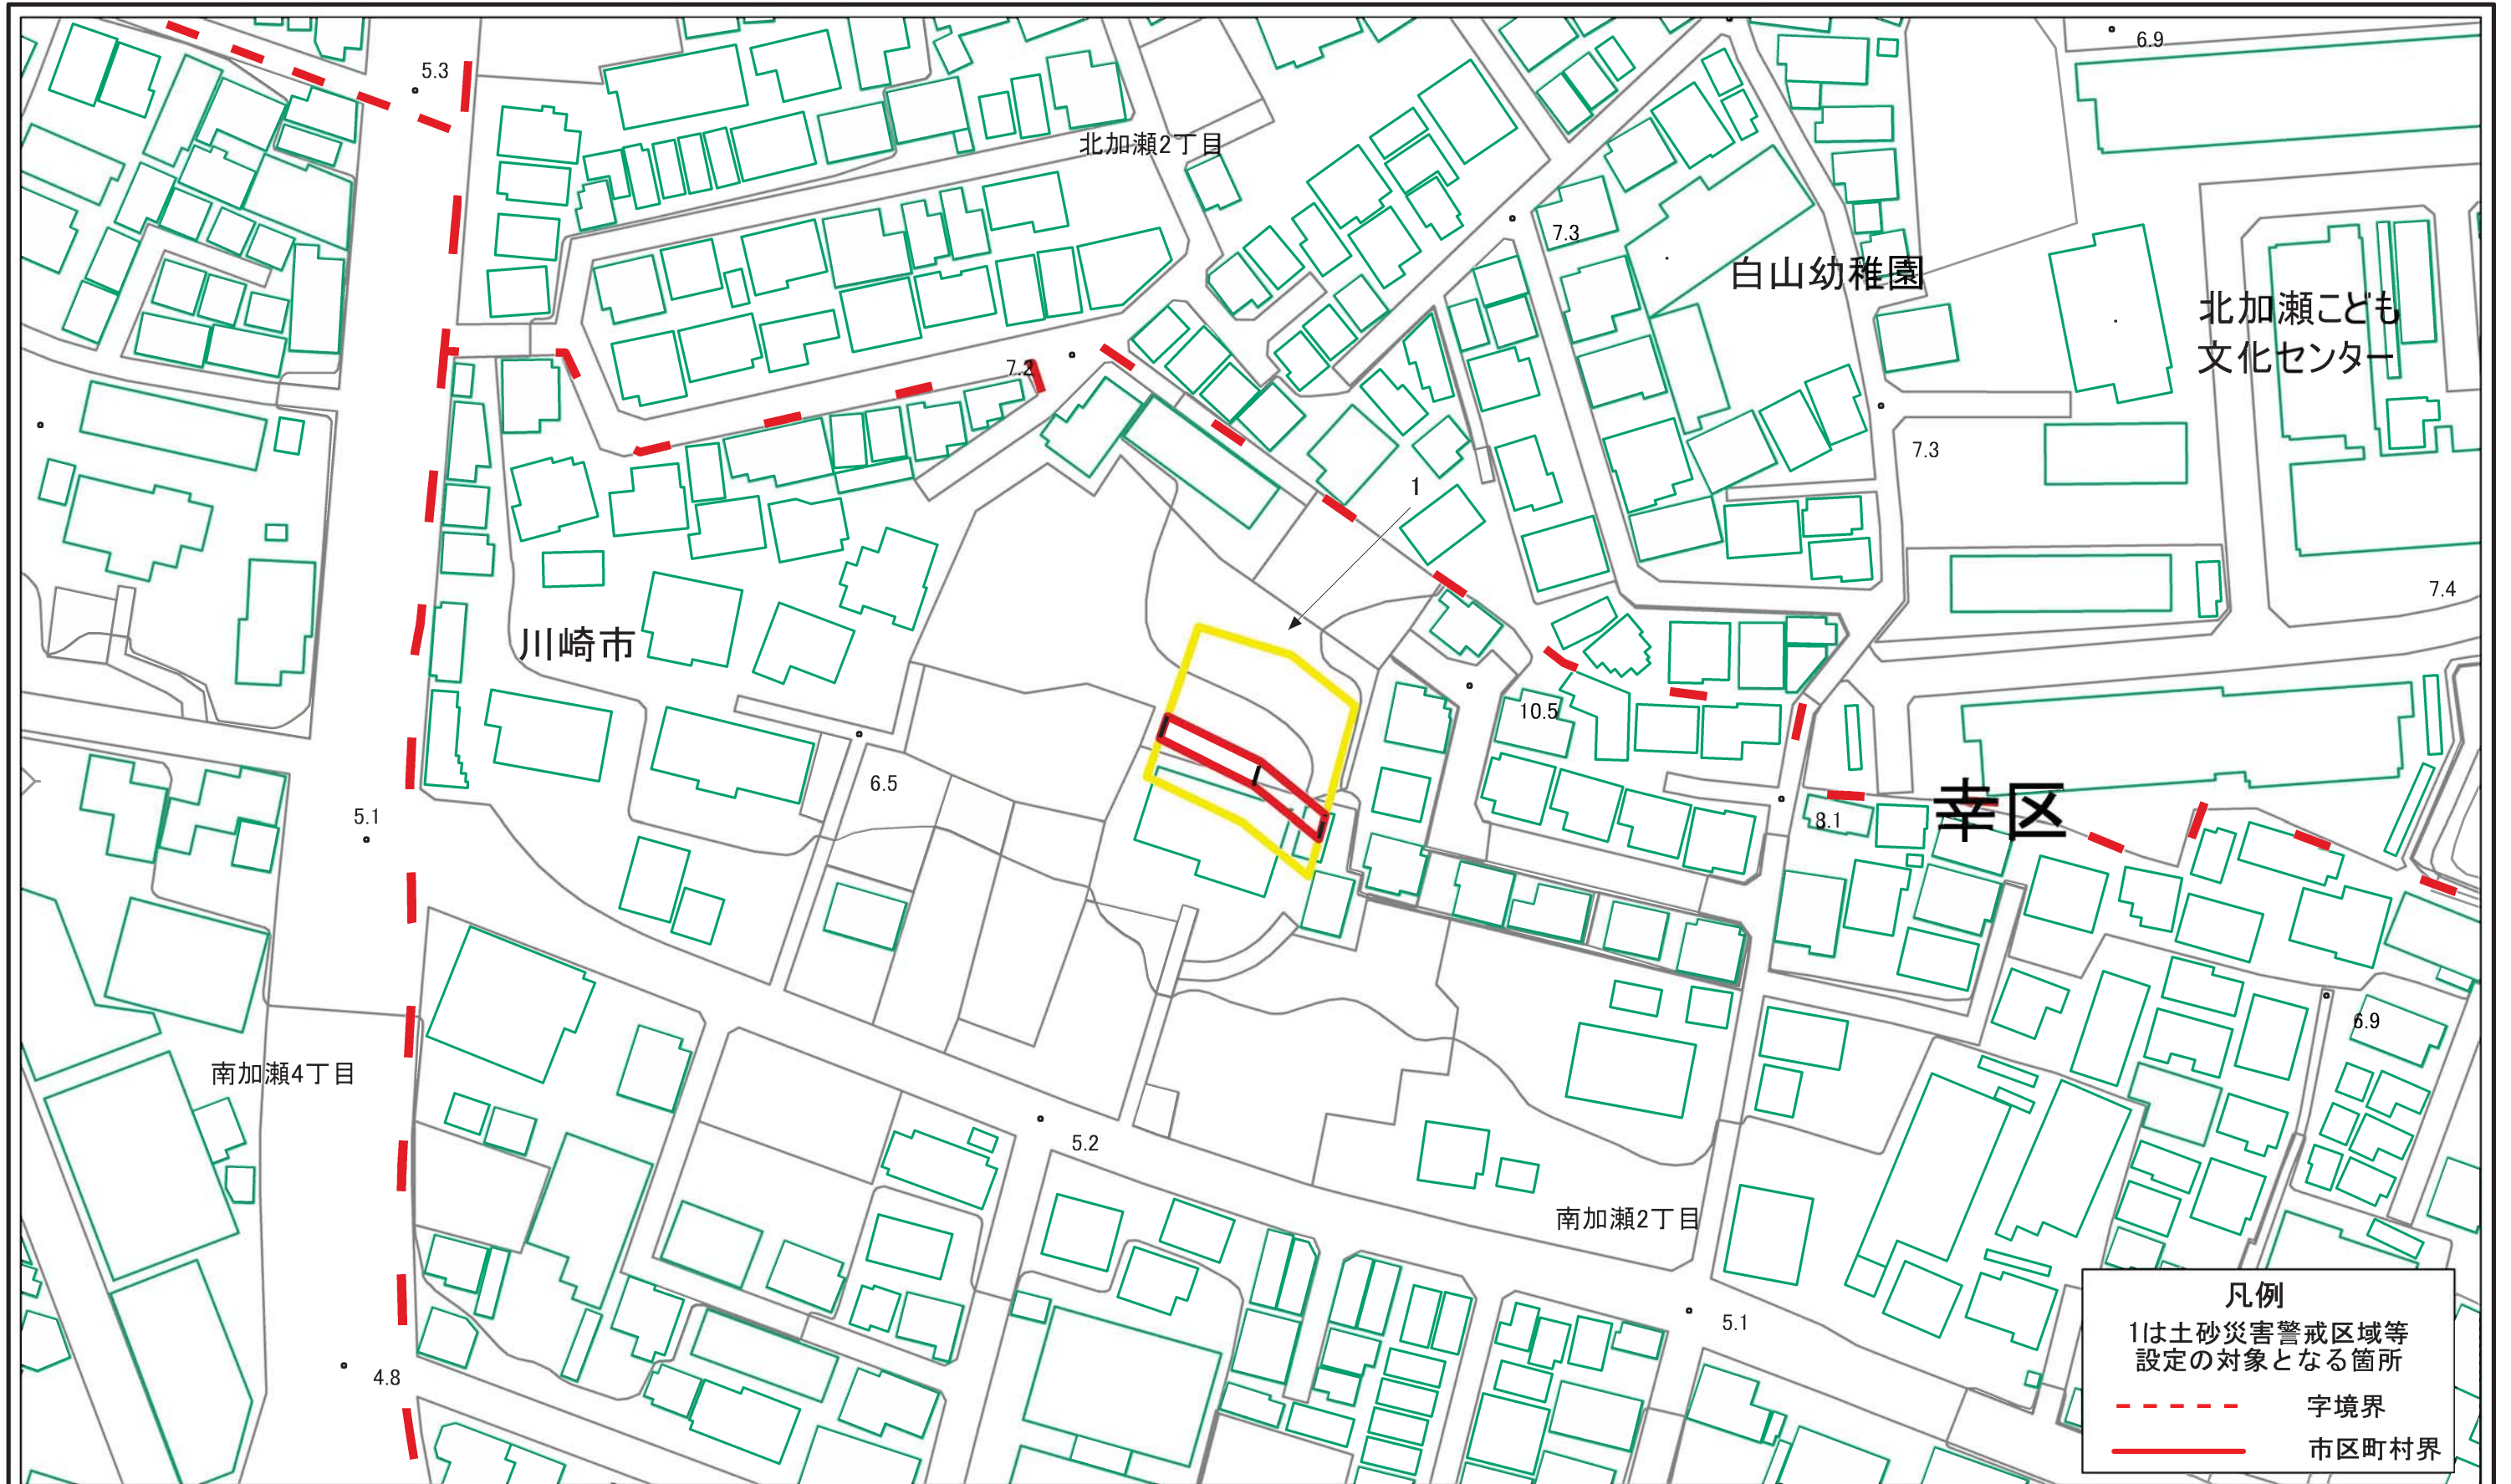 5.3
6.9
北加瀬2丁目
7.3
白山幼稚園
北加瀬こども
文化センター
7.2
7.3
1
7.4
川崎市
10.5
6.5
幸区
5.1
8.1
6.9
南加瀬4丁目
5.2
南加瀬2丁目
5.1
4.8
凡例
1は土砂災害警戒区域等
設定の対象となる箇所
字境界
市区町村界